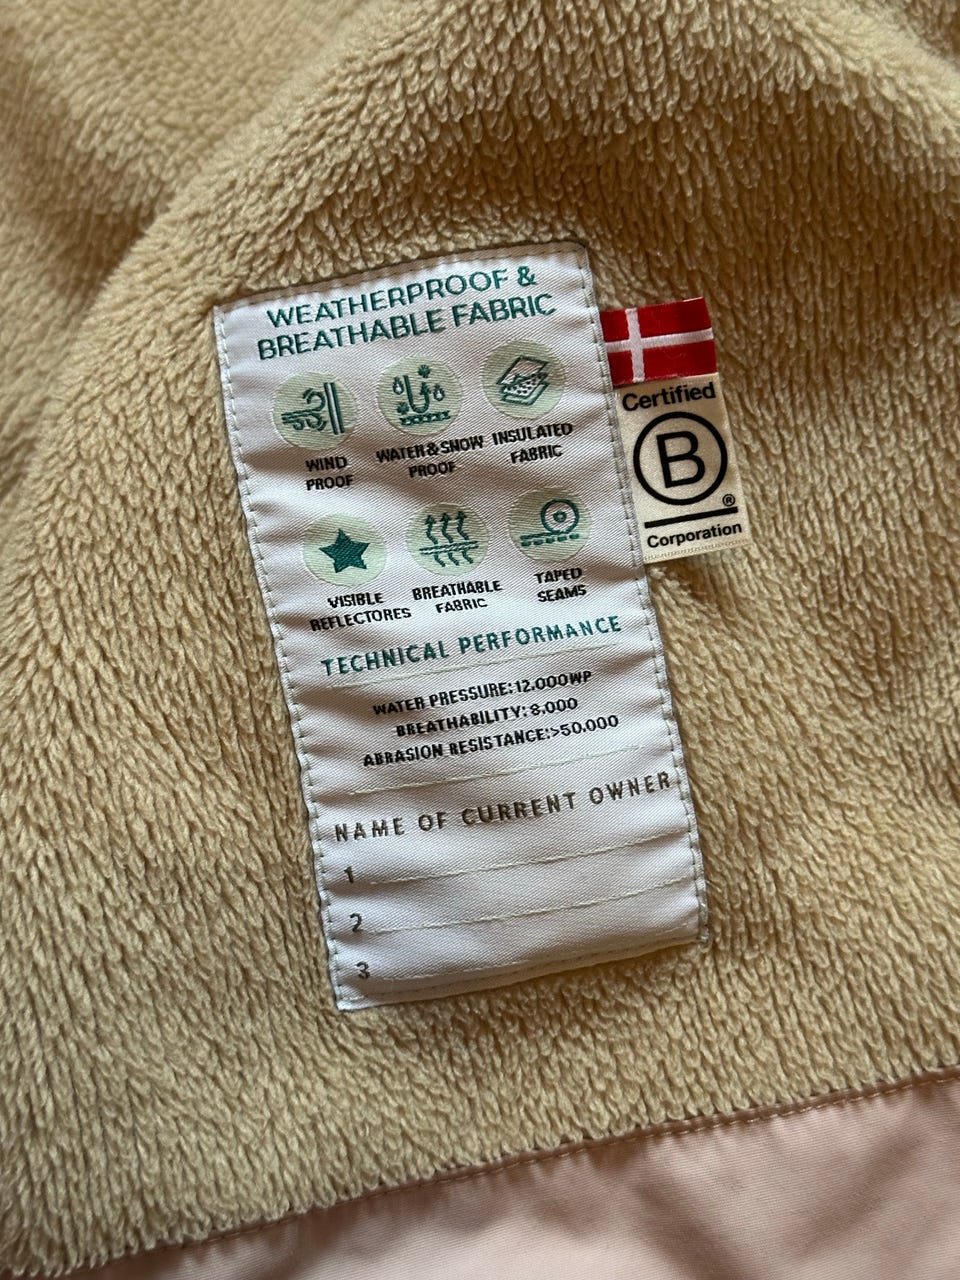 WEATHERPROOF &
BREATHABLE FABRIC
WIND
PROOF
WATER & SNOW
PROOF
INSULATED
FABRIC
VISIBLE
REFLECTORES
BREATHABLE
FABRIC
TAPED
SEAMS
TECHNICAL PERFORMANCE
WATER PRESSURE:12.000WP
BREATHABILITY: 8.000
ABRASION RESISTANCE:>50.000
NAME OF CURRENT OWNER
1
2
3
Certified
B
®
Corporation